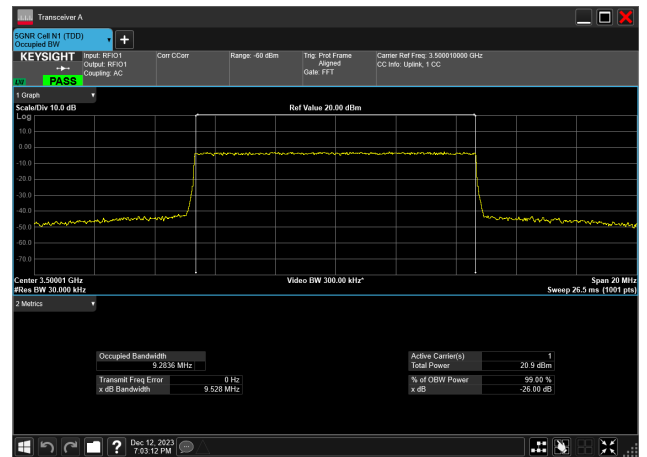 Transceiver A
5GNR Cell N1 (TDD)
Occupied BW
+
KEYSIGHT
LXI
PASS
Input: RFIO1
Output: RFIO1
Coupling: AC
Corr CCorr
Range: -60 dBm
Trig: Prot Frame
Aligned
Gate: FFT
Carrier Ref Freq: 3.500010000 GHz
CC Info: Uplink, 1 CC
1 Graph
Scale/Div 10.0 dB
Ref Value 20.00 dBm
Log
10.0
0.00
-10.0
-20.0
-30.0
-40.0
-50.0
-60.0
-70.0
Center 3.50001 GHz
Video BW 300.00 kHz*
Span 20 MHz
#Res BW 30.000 kHz
Sweep 26.5 ms (1001 pts)
2 Metrics
Occupied Bandwidth
9.2836 MHz
Transmit Freq Error 0 Hz
x dB Bandwidth 9.528 MHz
Active Carrier(s) 1
Total Power 20.9 dBm
% of OBW Power 99.00 %
x dB -26.00 dB
?
Dec 12, 2023
7:03:12 PM